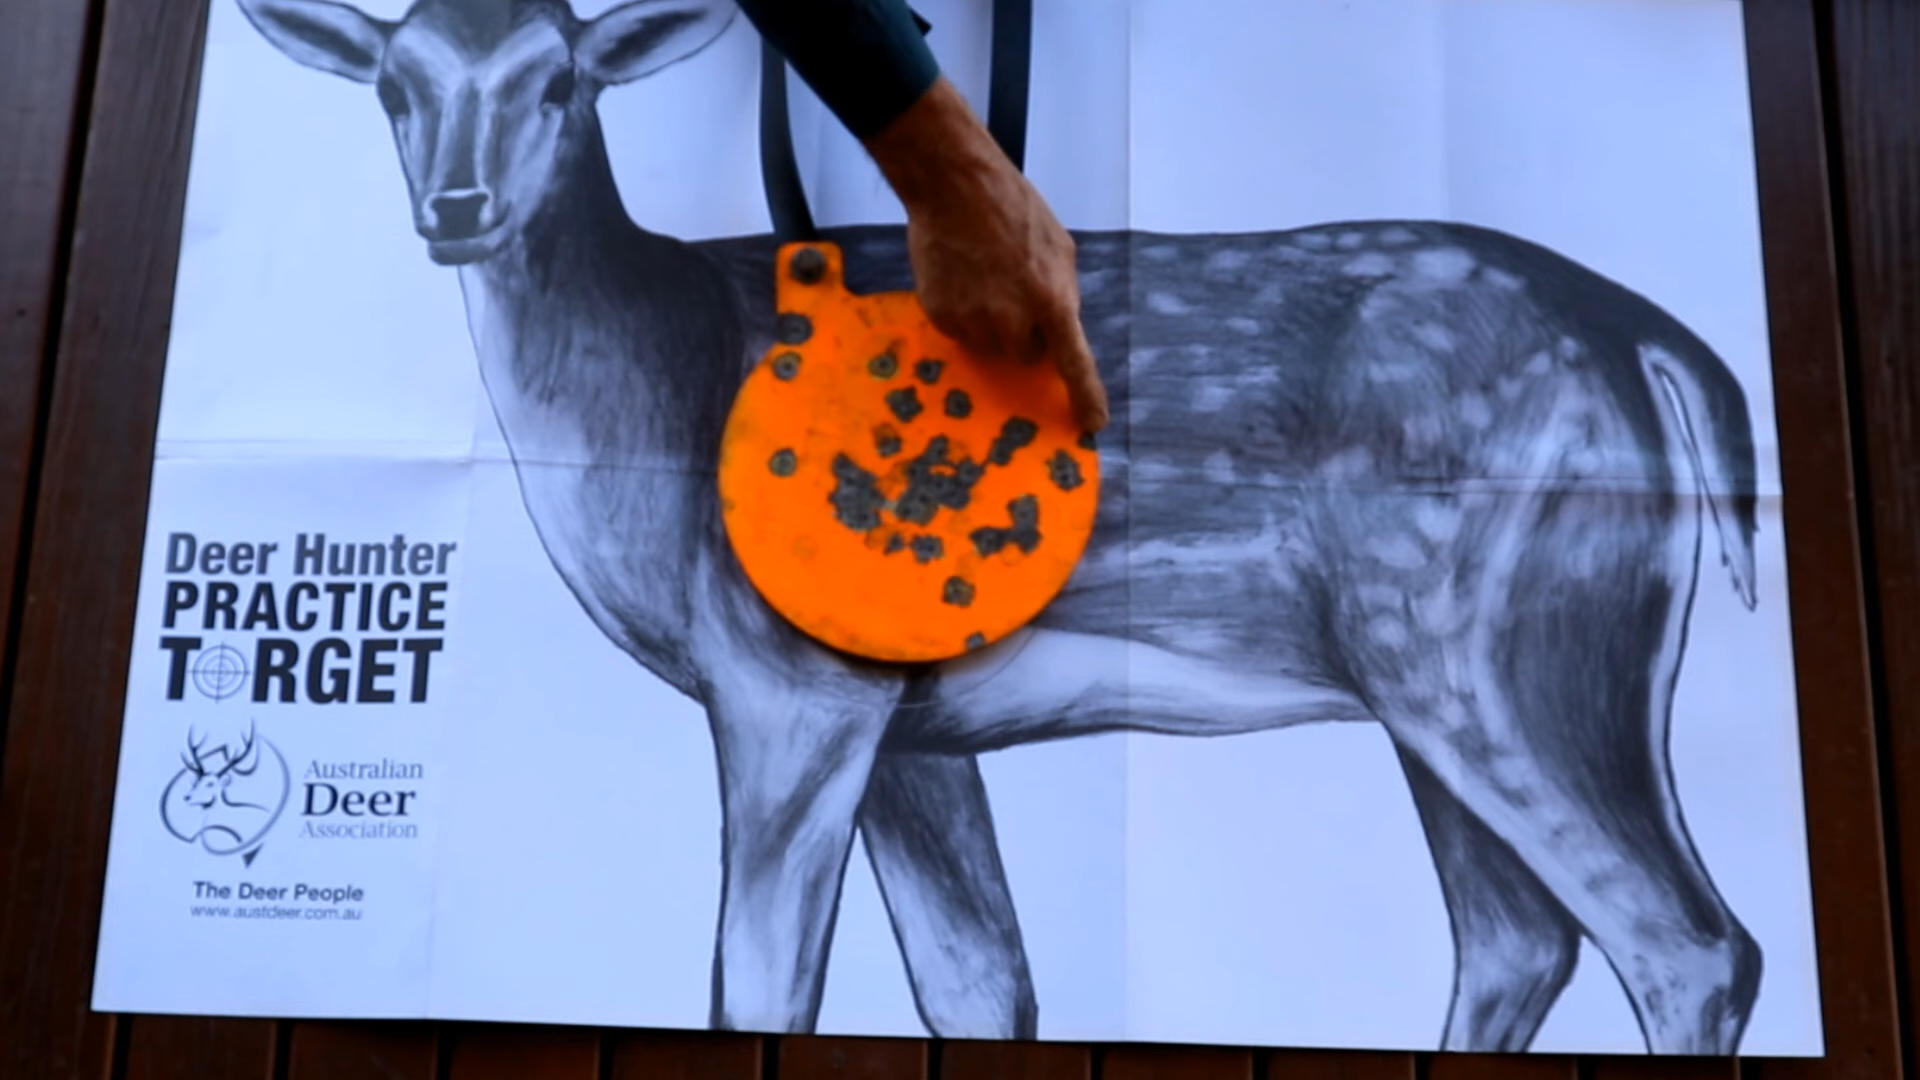 Deer Hunter
PRACTICE
TARGET
Australian
Deer
Association
The Deer People
www.austdeer.com.au